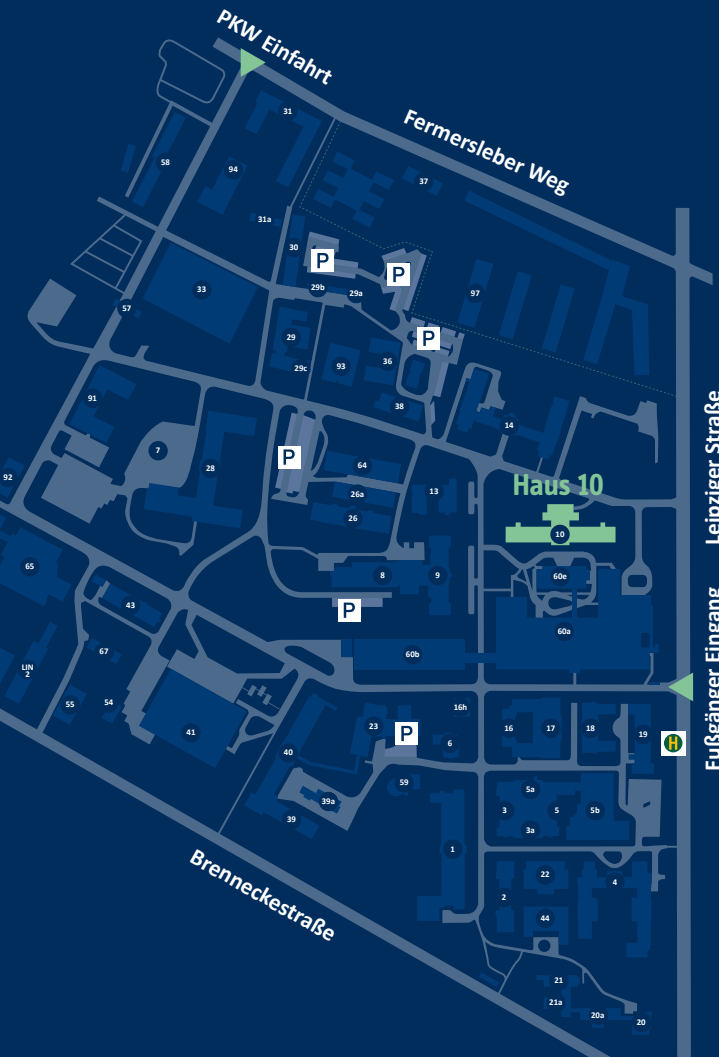 PKW Einfahrt
Fermersleber Weg
31
58
94
37
31a
30
P
P
33
29b
29a
97
57
29
P
29c
93
36
91
38
14
7
28
P
64
92
26a
13
26
Haus 10
10
65
8
9
60e
43
P
60a
67
60b
LIN
2
55
54
41
16h
23
P
6
16
17
18
19
H
40
59
39a
39
5a
3
5
5b
3a
1
22
4
2
44
21
21a
20a
20
Brenneckestraße
Leipziger Straße
Fußgänger Eingang